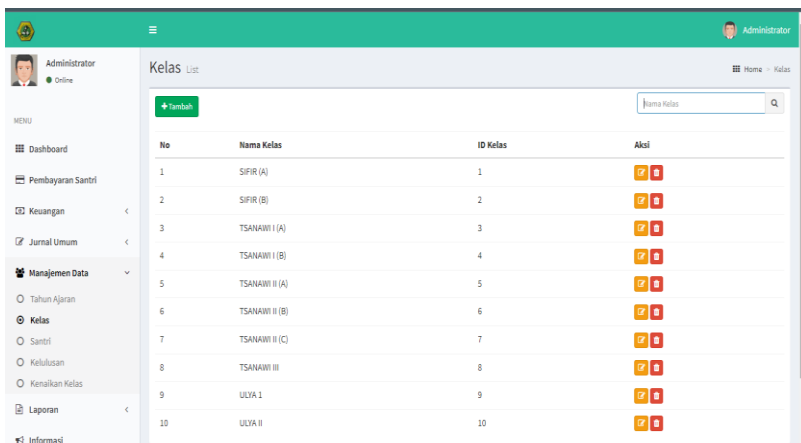 Administrator
Administrator
Online
Kelas List
Home > Kelas
MENU
Tambah
Nama Kelas
Dashboard
Pembayaran Santri
Keuangan
Jurnal Umum
Manajemen Data
Tahun Ajaran
Kelas
Santri
Kelulusan
Kenaikan Kelas
Laporan
Informasi
No Nama Kelas ID Kelas Aksi
1 SIFIR (A) 1
2 SIFIR (B) 2
3 TSANAWI I (A) 3
4 TSANAWI I (B) 4
5 TSANAWI II (A) 5
6 TSANAWI II (B) 6
7 TSANAWI II (C) 7
8 TSANAWI III 8
9 ULYA 1 9
10 ULYA II 10